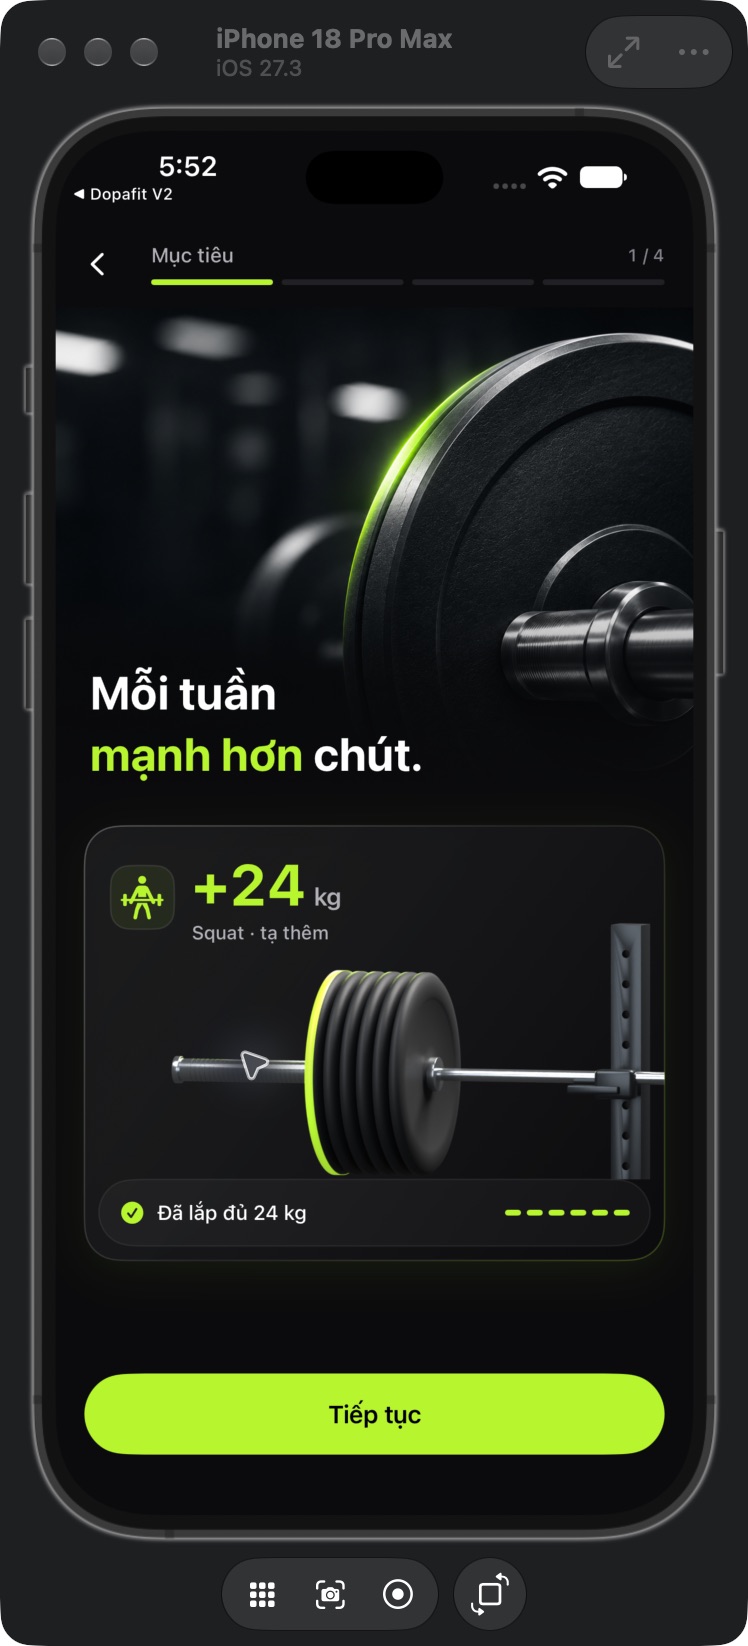 iPhone 18 Pro Max
iOS 27.3
5:52
◀ Dopafit V2
Mục tiêu
1 / 4
Mỗi tuần
mạnh hơn chút.
+24 kg
Squat · tạ thêm
Đã lắp đủ 24 kg
Tiếp tục